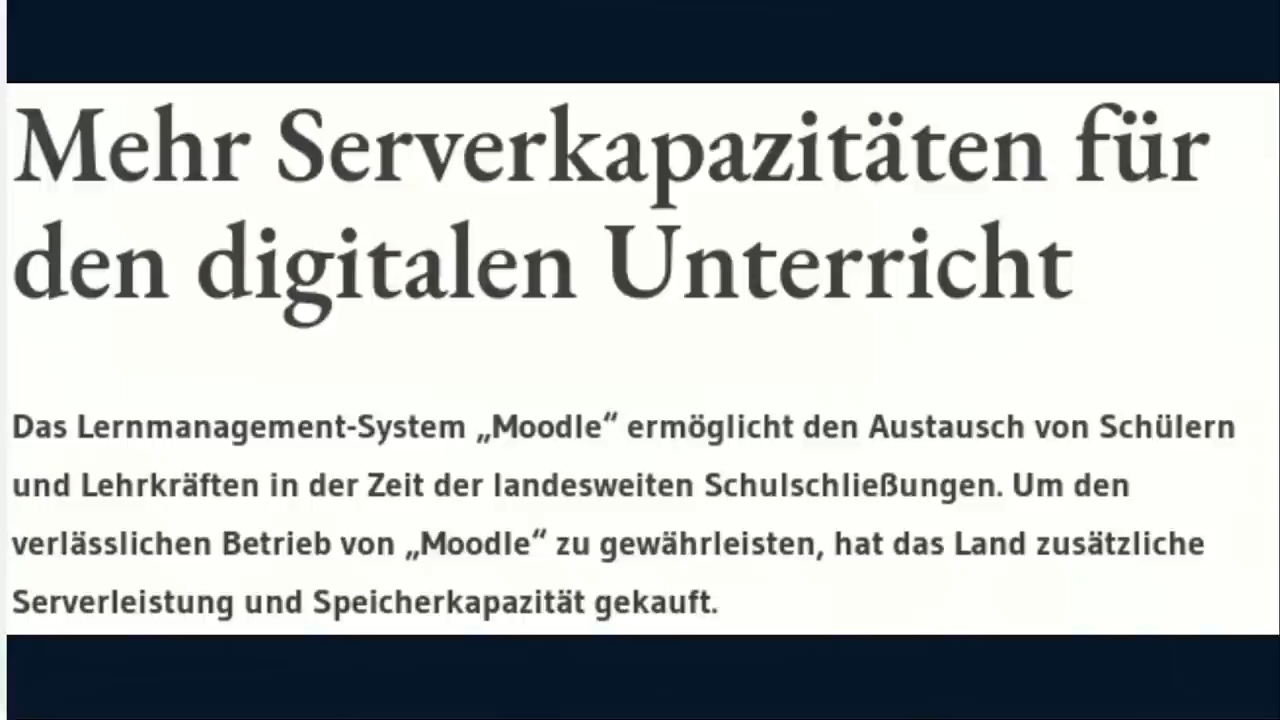 Mehr Serverkapazitäten für
den digitalen Unterricht
Das Lernmanagement-System „Moodle“ ermöglicht den Austausch von Schülern
und Lehrkräften in der Zeit der landesweiten Schulschließungen. Um den
verlässlichen Betrieb von „Moodle“ zu gewährleisten, hat das Land zusätzliche
Serverleistung und Speicherkapazität gekauft.